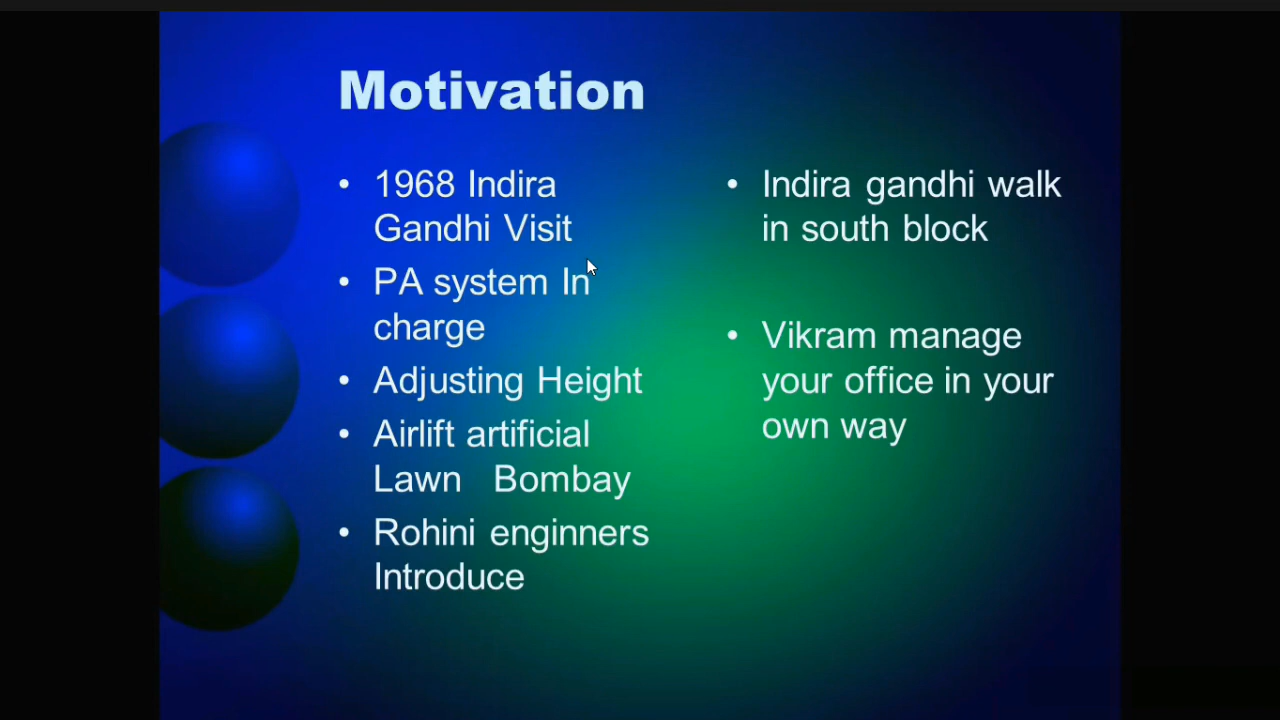 Motivation
• 1968 Indira
Gandhi Visit
• PA system In
charge
• Adjusting Height
• Airlift artificial
Lawn Bombay
• Rohini enginners
Introduce
• Indira gandhi walk
in south block
• Vikram manage
your office in your
own way